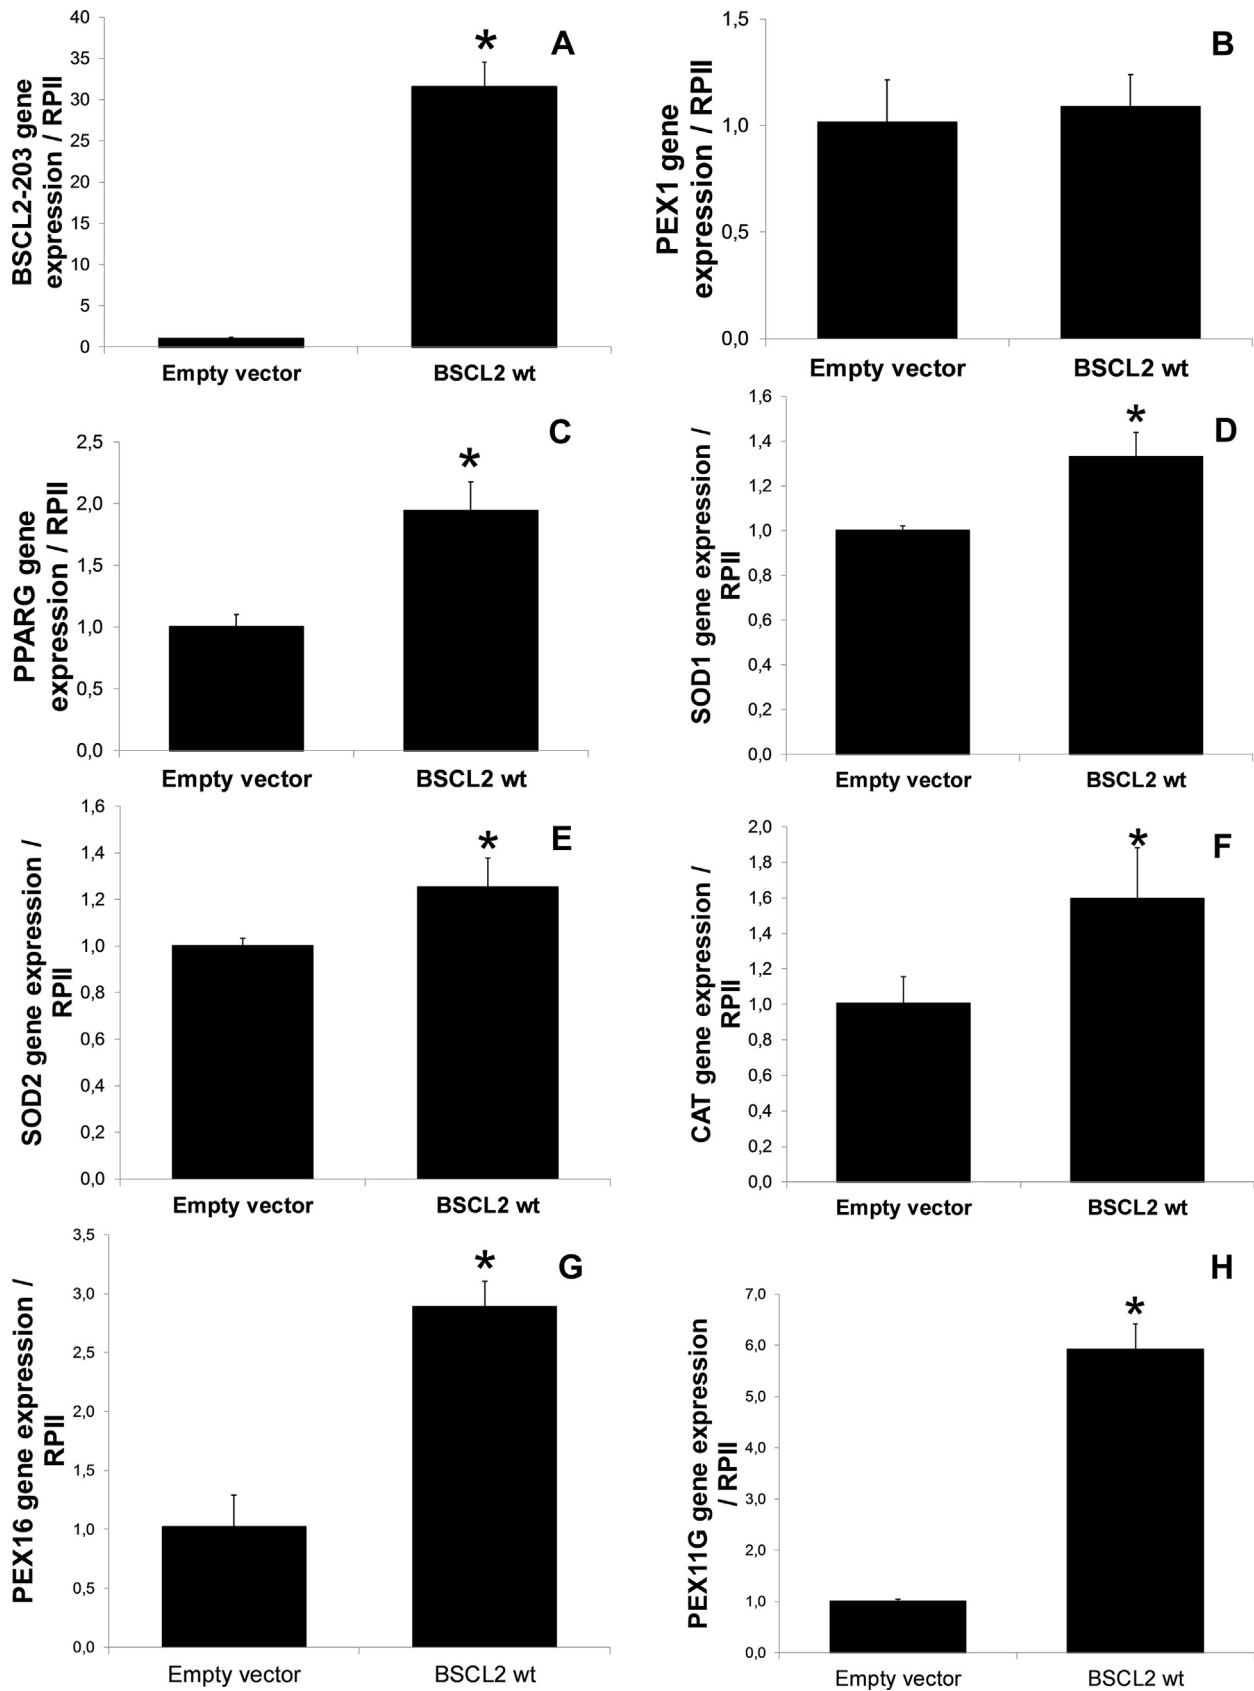 40
35
30
25
20
15
10
5
0
BSCL2-203 gene
expression / RPII
*
A
Empty vector
BSCL2 wt
1,5
1,0
0,5
0,0
PEX1 gene
expression / RPII
B
Empty vector
BSCL2 wt
2,5
2,0
1,5
1,0
0,5
0,0
PPARG gene
expression / RPII
*
C
Empty vector
BSCL2 wt
1,6
1,4
1,2
1,0
0,8
0,6
0,4
0,2
0,0
SOD1 gene expression /
RPII
*
D
Empty vector
BSCL2 wt
1,6
1,4
1,2
1,0
0,8
0,6
0,4
0,2
0,0
SOD2 gene expression /
RPII
*
E
Empty vector
BSCL2 wt
2,0
1,8
1,6
1,4
1,2
1,0
0,8
0,6
0,4
0,2
0,0
CAT gene expression /
RPII
*
F
Empty vector
BSCL2 wt
3,5
3,0
2,5
2,0
1,5
1,0
0,5
0,0
PEX16 gene expression /
RPII
*
G
Empty vector
BSCL2 wt
7,0
6,0
5,0
4,0
3,0
2,0
1,0
0,0
PEX11G gene expression
/ RPII
*
H
Empty vector
BSCL2 wt